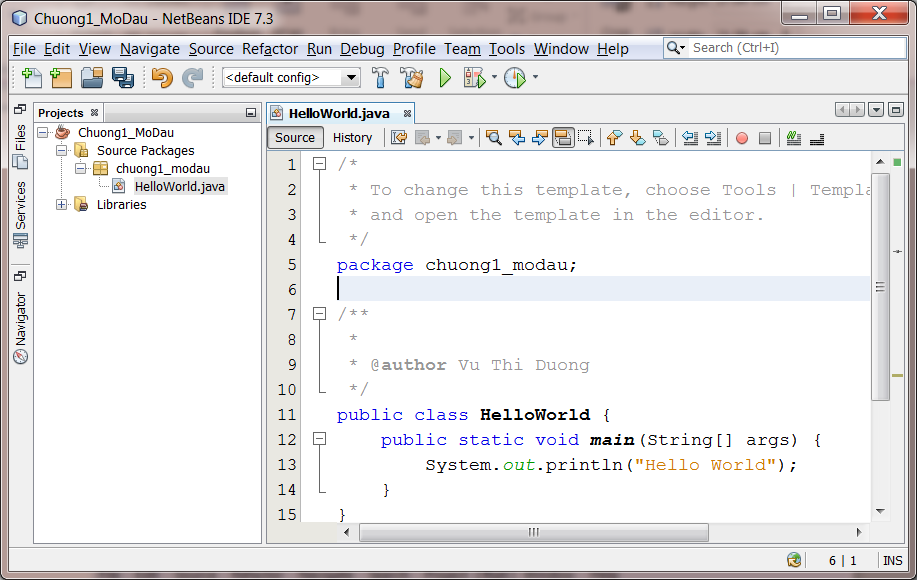 Chuong1_MoDau - NetBeans IDE 7.3
File Edit View Navigate Source Refactor Run Debug Profile Team Tools Window Help
Search (Ctrl+I)
<default config>
Files
Services
Navigator
Projects
Chuong1_MoDau
Source Packages
chuong1_modau
HelloWorld.java
Libraries
HelloWorld.java
Source History
1 /*
2 * To change this template, choose Tools | Templa
3 * and open the template in the editor.
4 */
5 package chuong1_modau;
6
7 /**
8 *
9 * @author Vu Thi Duong
10 */
11 public class HelloWorld {
12 public static void main(String[] args) {
13 System.out.println("Hello World");
14 }
15 }
6 | 1 INS